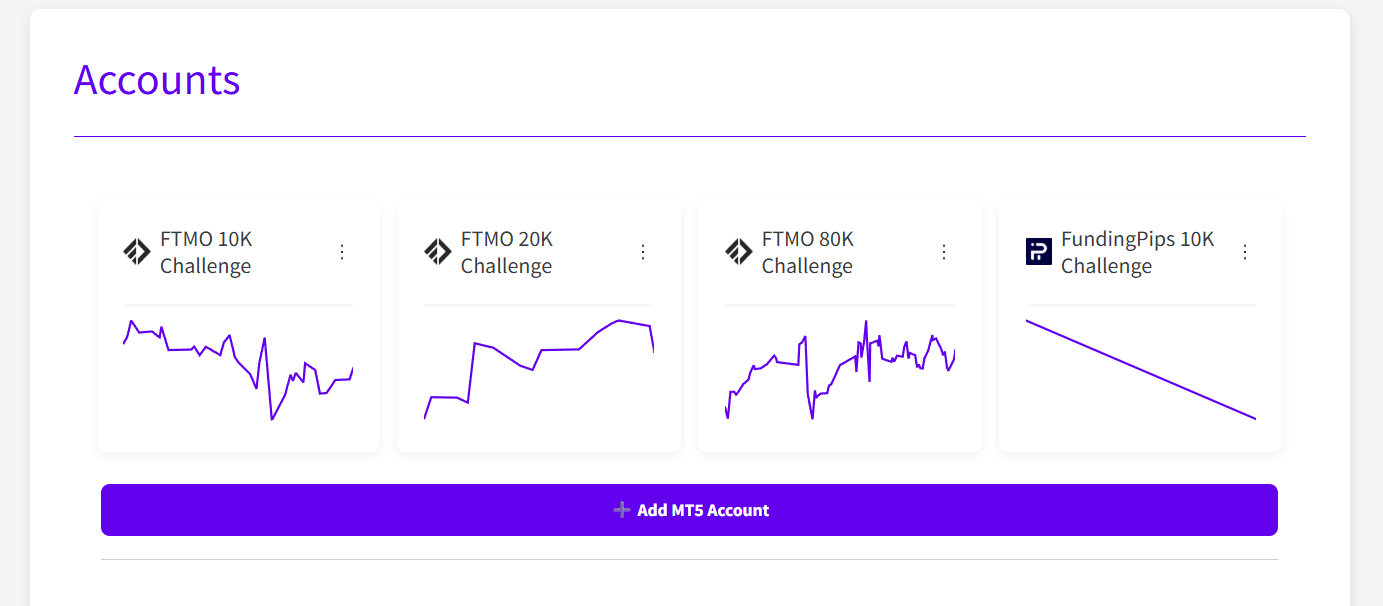 Accounts
FTMO 10K
Challenge
FTMO 20K
Challenge
FTMO 80K
Challenge
FundingPips 10K
Challenge
➕ Add MT5 Account